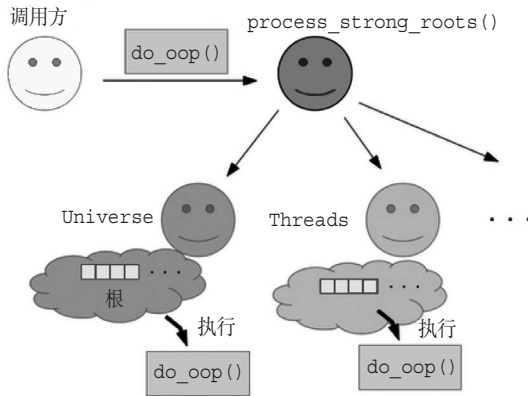 调用方
do_oop()
process_strong_roots()
Universe
Threads
...
...
...
根
执行
执行
do_oop()
do_oop()